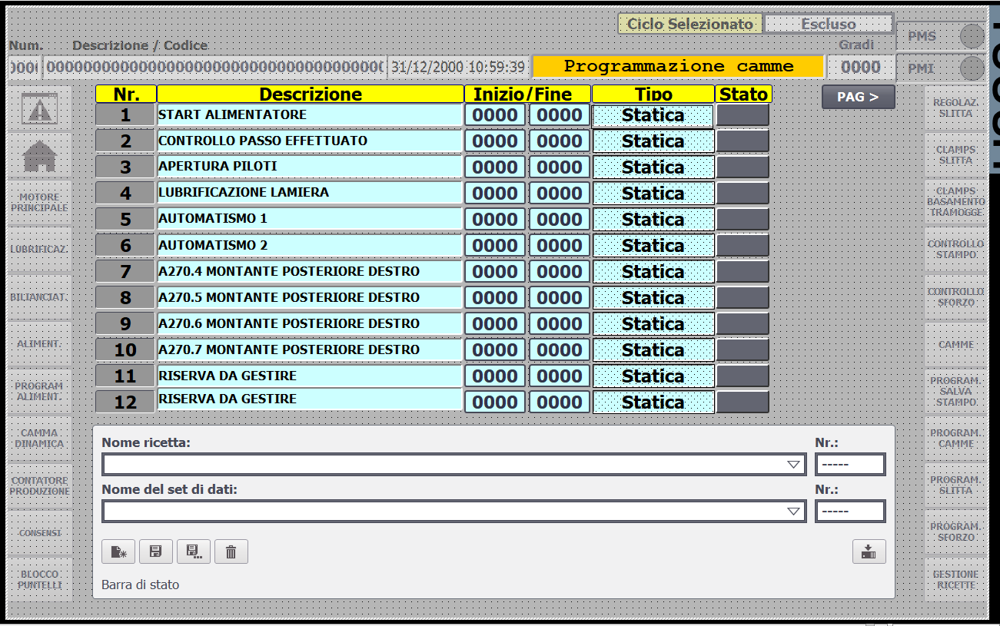 Ciclo Selezionato Escluso
PMS
Num. Descrizione / Codice Gradi
31/12/2000 10:59:39 Programmazione camme 0000
PMI
Nr. Descrizione Inizio/Fine Tipo Stato
PAG >
1 START ALIMENTATORE 0000 0000 Statica
2 CONTROLLO PASSO EFFETTUATO 0000 0000 Statica
3 APERTURA PILOTI 0000 0000 Statica
4 LUBRIFICAZIONE LAMIERA 0000 0000 Statica
5 AUTOMATISMO 1 0000 0000 Statica
6 AUTOMATISMO 2 0000 0000 Statica
7 A270.4 MONTANTE POSTERIORE DESTRO 0000 0000 Statica
8 A270.5 MONTANTE POSTERIORE DESTRO 0000 0000 Statica
9 A270.6 MONTANTE POSTERIORE DESTRO 0000 0000 Statica
10 A270.7 MONTANTE POSTERIORE DESTRO 0000 0000 Statica
11 RISERVA DA GESTIRE 0000 0000 Statica
12 RISERVA DA GESTIRE 0000 0000 Statica
MOTORE
PRINCIPALE
LUBRIFICAZ.
BILIANCIAT.
ALIMENT.
PROGRAM
ALIMENT.
CAMMA
DINAMICA
CONTATORE
PRODUZIONE
CONSENSI
BLOCCO
PUNTELLI
Nome ricetta: Nr.:
-----
Nome del set di dati: Nr.:
-----
Barra di stato
REGOLAZ.
SLITTA
CLAMPS
SLITTA
CLAMPS
BASAMENTO
TRAMOGGE
CONTROLLO
STAMPO
CONTROLLO
SFORZO
CAMME
PROGRAM.
SALVA
STAMPO
PROGRAM.
CAMME
PROGRAM.
SLITTA
PROGRAM.
SFORZO
GESTIONE
RICETTE